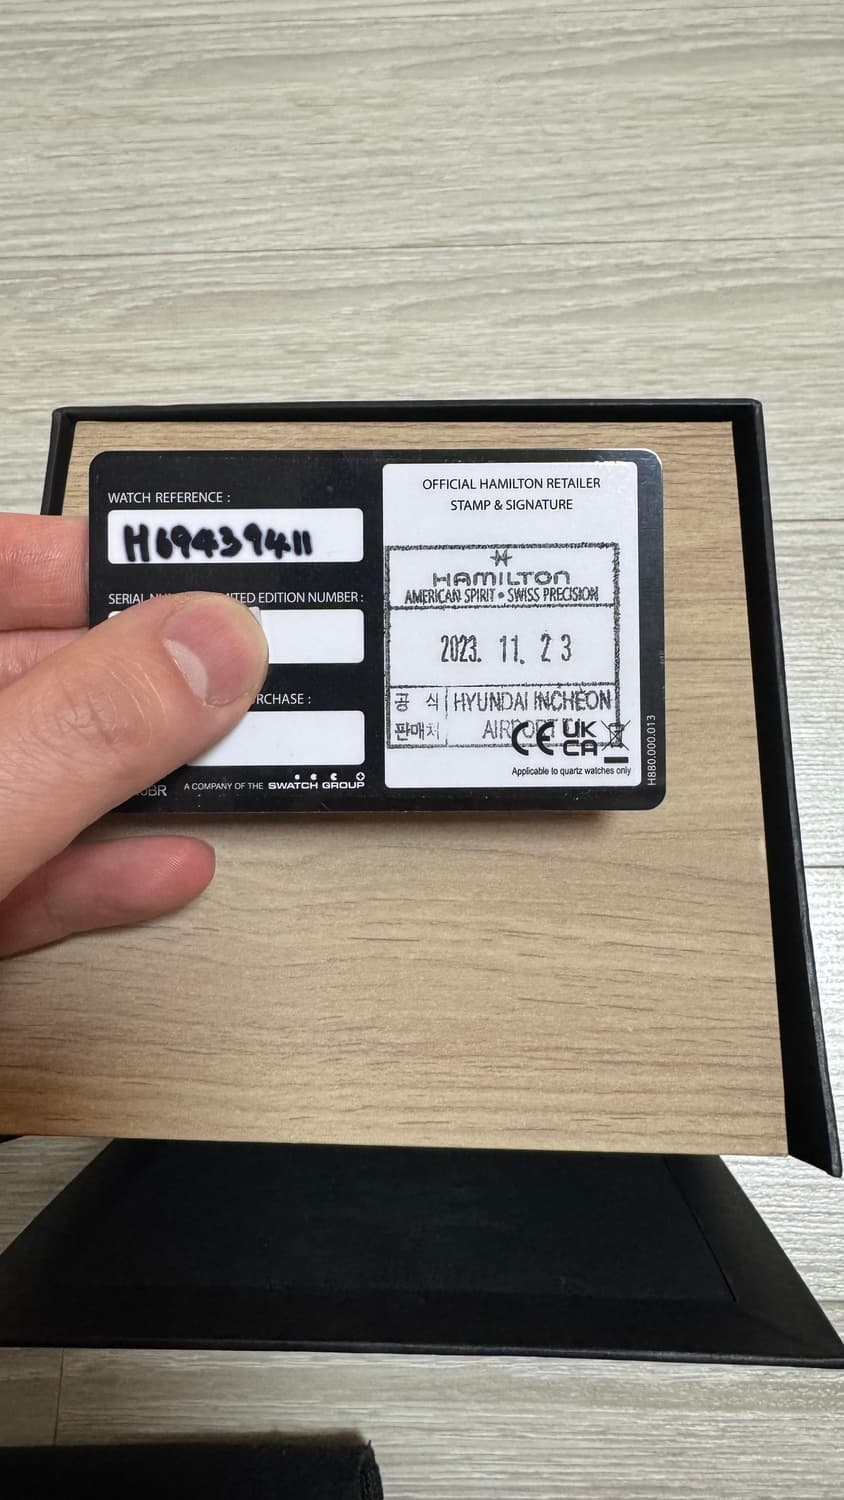 WATCH REFERENCE :
H69439411
SERIAL EDITION NUMBER :
A COMPANY OF THE SWATCH GROUP
OFFICIAL HAMILTON RETAILER
STAMP & SIGNATURE
HAMILTON
AMERICAN SPIRIT • SWISS PRECISION
2023. 11. 23
공식 HYUNDAI INCHEON
판매처 AIRPORT
CE UK CA
Applicable to quartz watches only
H880.000.013